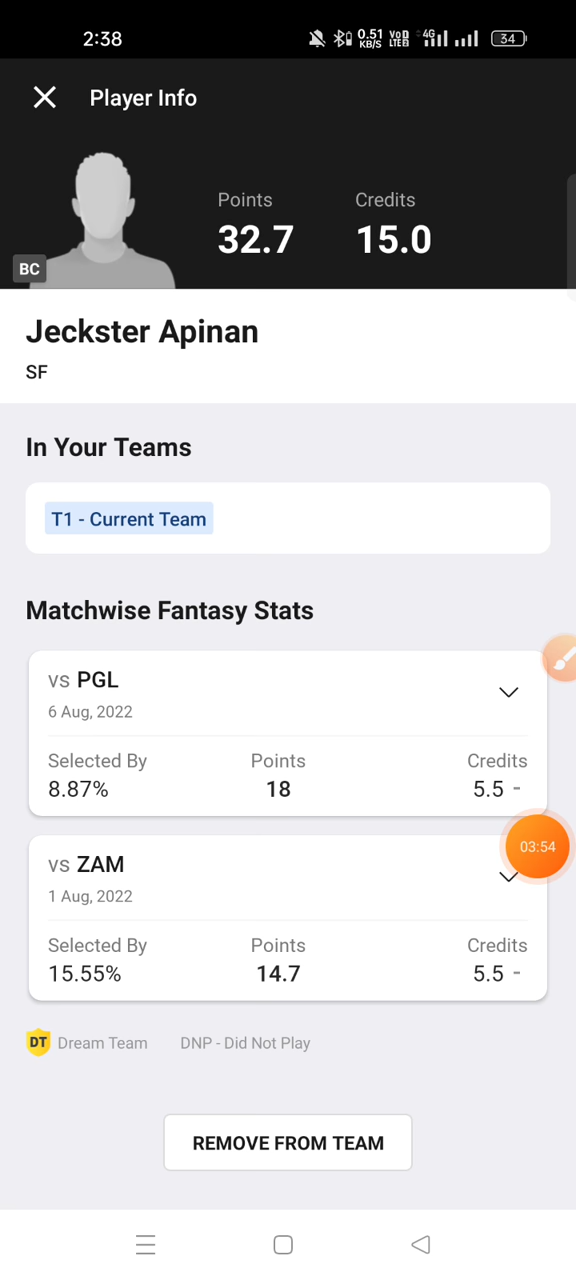 2:38
0.51 KB/S
VoD LTE
4G
34
Player Info
Points
Credits
32.7
15.0
BC
Jeckster Apinan
SF
In Your Teams
T1 - Current Team
Matchwise Fantasy Stats
vs PGL
6 Aug, 2022
Selected By
Points
Credits
8.87%
18
5.5 -
03:54
vs ZAM
1 Aug, 2022
Selected By
Points
Credits
15.55%
14.7
5.5 -
DT Dream Team
DNP - Did Not Play
REMOVE FROM TEAM